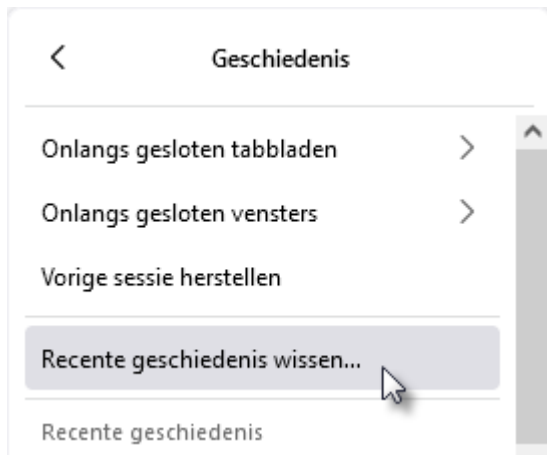 Geschiedenis
Onlangs gesloten tabbladen
Onlangs gesloten vensters
Vorige sessie herstellen
Recente geschiedenis wissen...
Recente geschiedenis